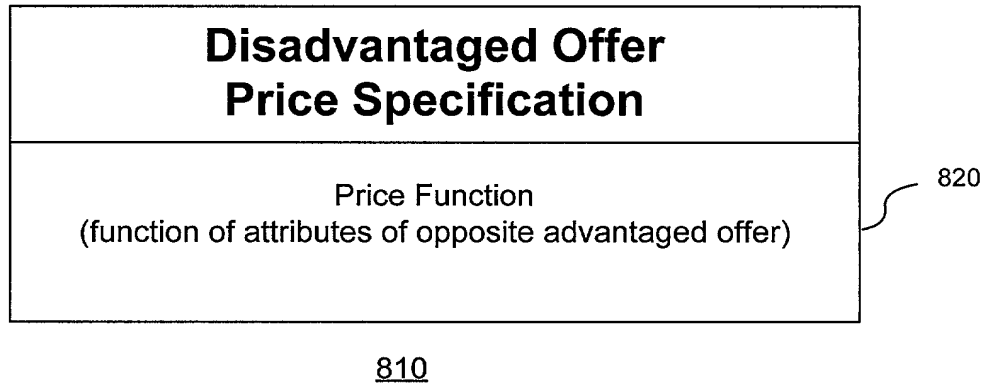 Disadvantaged Offer
Price Specification
Price Function
(function of attributes of opposite advantaged offer)
820
810